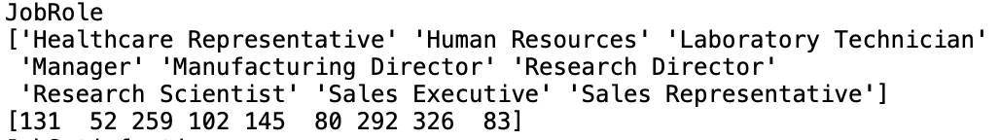 JobRole
['Healthcare Representative' 'Human Resources' 'Laboratory Technician'
 'Manager' 'Manufacturing Director' 'Research Director'
 'Research Scientist' 'Sales Executive' 'Sales Representative']
[131  52 259 102 145  80 292 326  83]